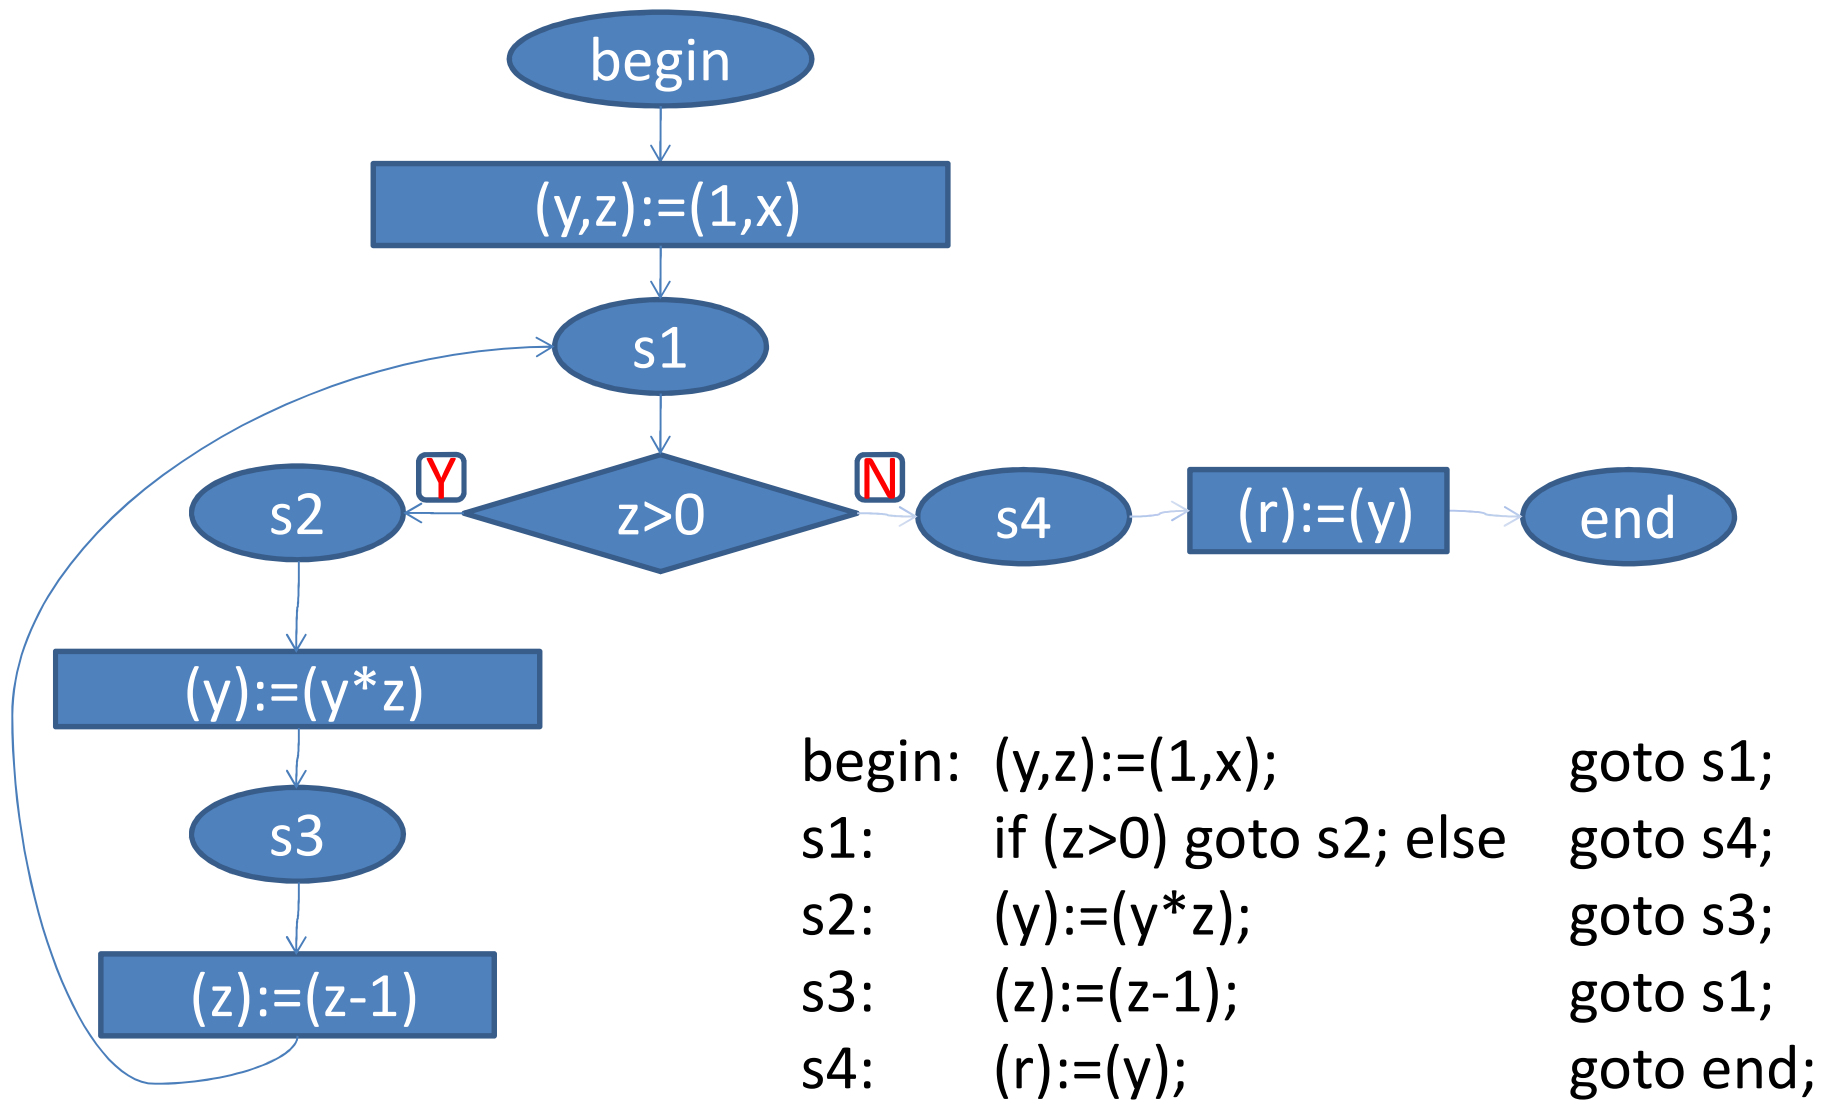 begin
(y,z):=(1,x)
s1
Y
N
s2
z>0
s4
(r):=(y)
end
(y):=(y*z)
s3
(z):=(z-1)
begin: (y,z):=(1,x); goto s1;
s1: if (z>0) goto s2; else goto s4;
s2: (y):=(y*z); goto s3;
s3: (z):=(z-1); goto s1;
s4: (r):=(y); goto end;